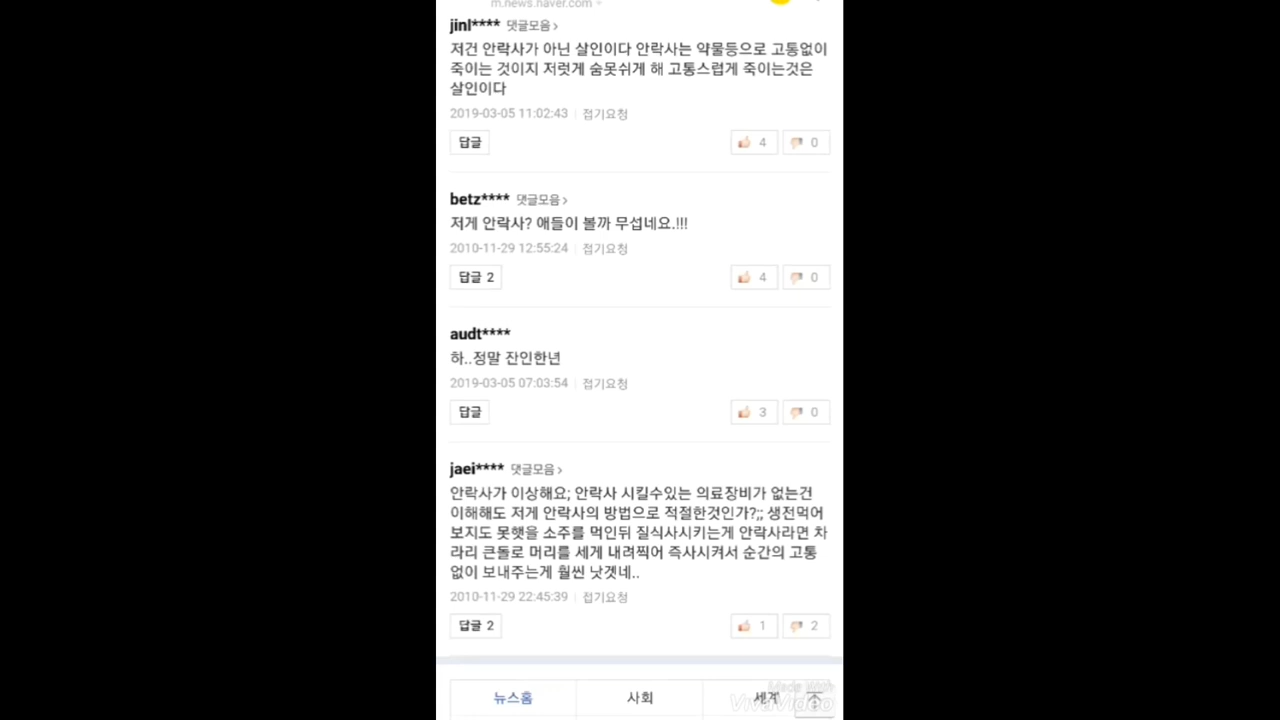 m.news.naver.com
jinl**** 댓글모음 >
저건 안락사가 아닌 살인이다 안락사는 약물등으로 고통없이
죽이는 것이지 저럿게 숨못쉬게 해 고통스럽게 죽이는것은
살인이다
2019-03-05 11:02:43 | 접기요청
답글 4 0
betz**** 댓글모음 >
저게 안락사? 애들이 볼까 무섭네요.!!!
2010-11-29 12:55:24 | 접기요청
답글 2 4 0
audt****
하..정말 잔인한년
2019-03-05 07:03:54 | 접기요청
답글 3 0
jaei**** 댓글모음 >
안락사가 이상해요; 안락사 시킬수있는 의료장비가 없는건
이해해도 저게 안락사의 방법으로 적절한것인가?;; 생전먹어
보지도 못햇을 소주를 먹인뒤 질식사시키는게 안락사라면 차
라리 큰돌로 머리를 세게 내려찍어 즉사시켜서 순간의 고통
없이 보내주는게 훨씬 낫겟네..
2010-11-29 22:45:39 | 접기요청
답글 2 1 2
뉴스홈 사회 세계
Made With
VivaVideo